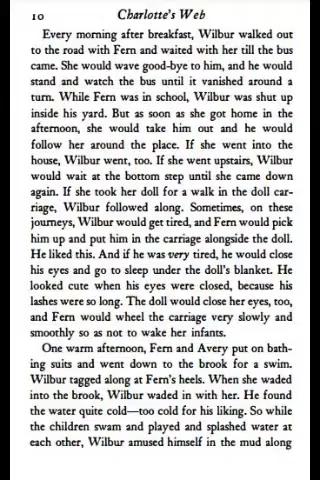 10 Charlotte's Web
Every morning after breakfast, Wilbur walked out
to the road with Fern and waited with her till the bus
came. She would wave good-bye to him, and he would
stand and watch the bus until it vanished around a
turn. While Fern was in school, Wilbur was shut up
inside his yard. But as soon as she got home in the
afternoon, she would take him out and he would
follow her around the place. If she went into the
house, Wilbur went, too. If she went upstairs, Wilbur
would wait at the bottom step until she came down
again. If she took her doll for a walk in the doll car-
riage, Wilbur followed along. Sometimes, on these
journeys, Wilbur would get tired, and Fern would pick
him up and put him in the carriage alongside the doll.
He liked this. And if he was very tired, he would close
his eyes and go to sleep under the doll's blanket. He
looked cute when his eyes were closed, because his
lashes were so long. The doll would close her eyes, too,
and Fern would wheel the carriage very slowly and
smoothly so as not to wake her infants.
One warm afternoon, Fern and Avery put on bath-
ing suits and went down to the brook for a swim.
Wilbur tagged along at Fern's heels. When she waded
into the brook, Wilbur waded in with her. He found
the water quite cold—too cold for his liking. So while
the children swam and played and splashed water at
each other, Wilbur amused himself in the mud along